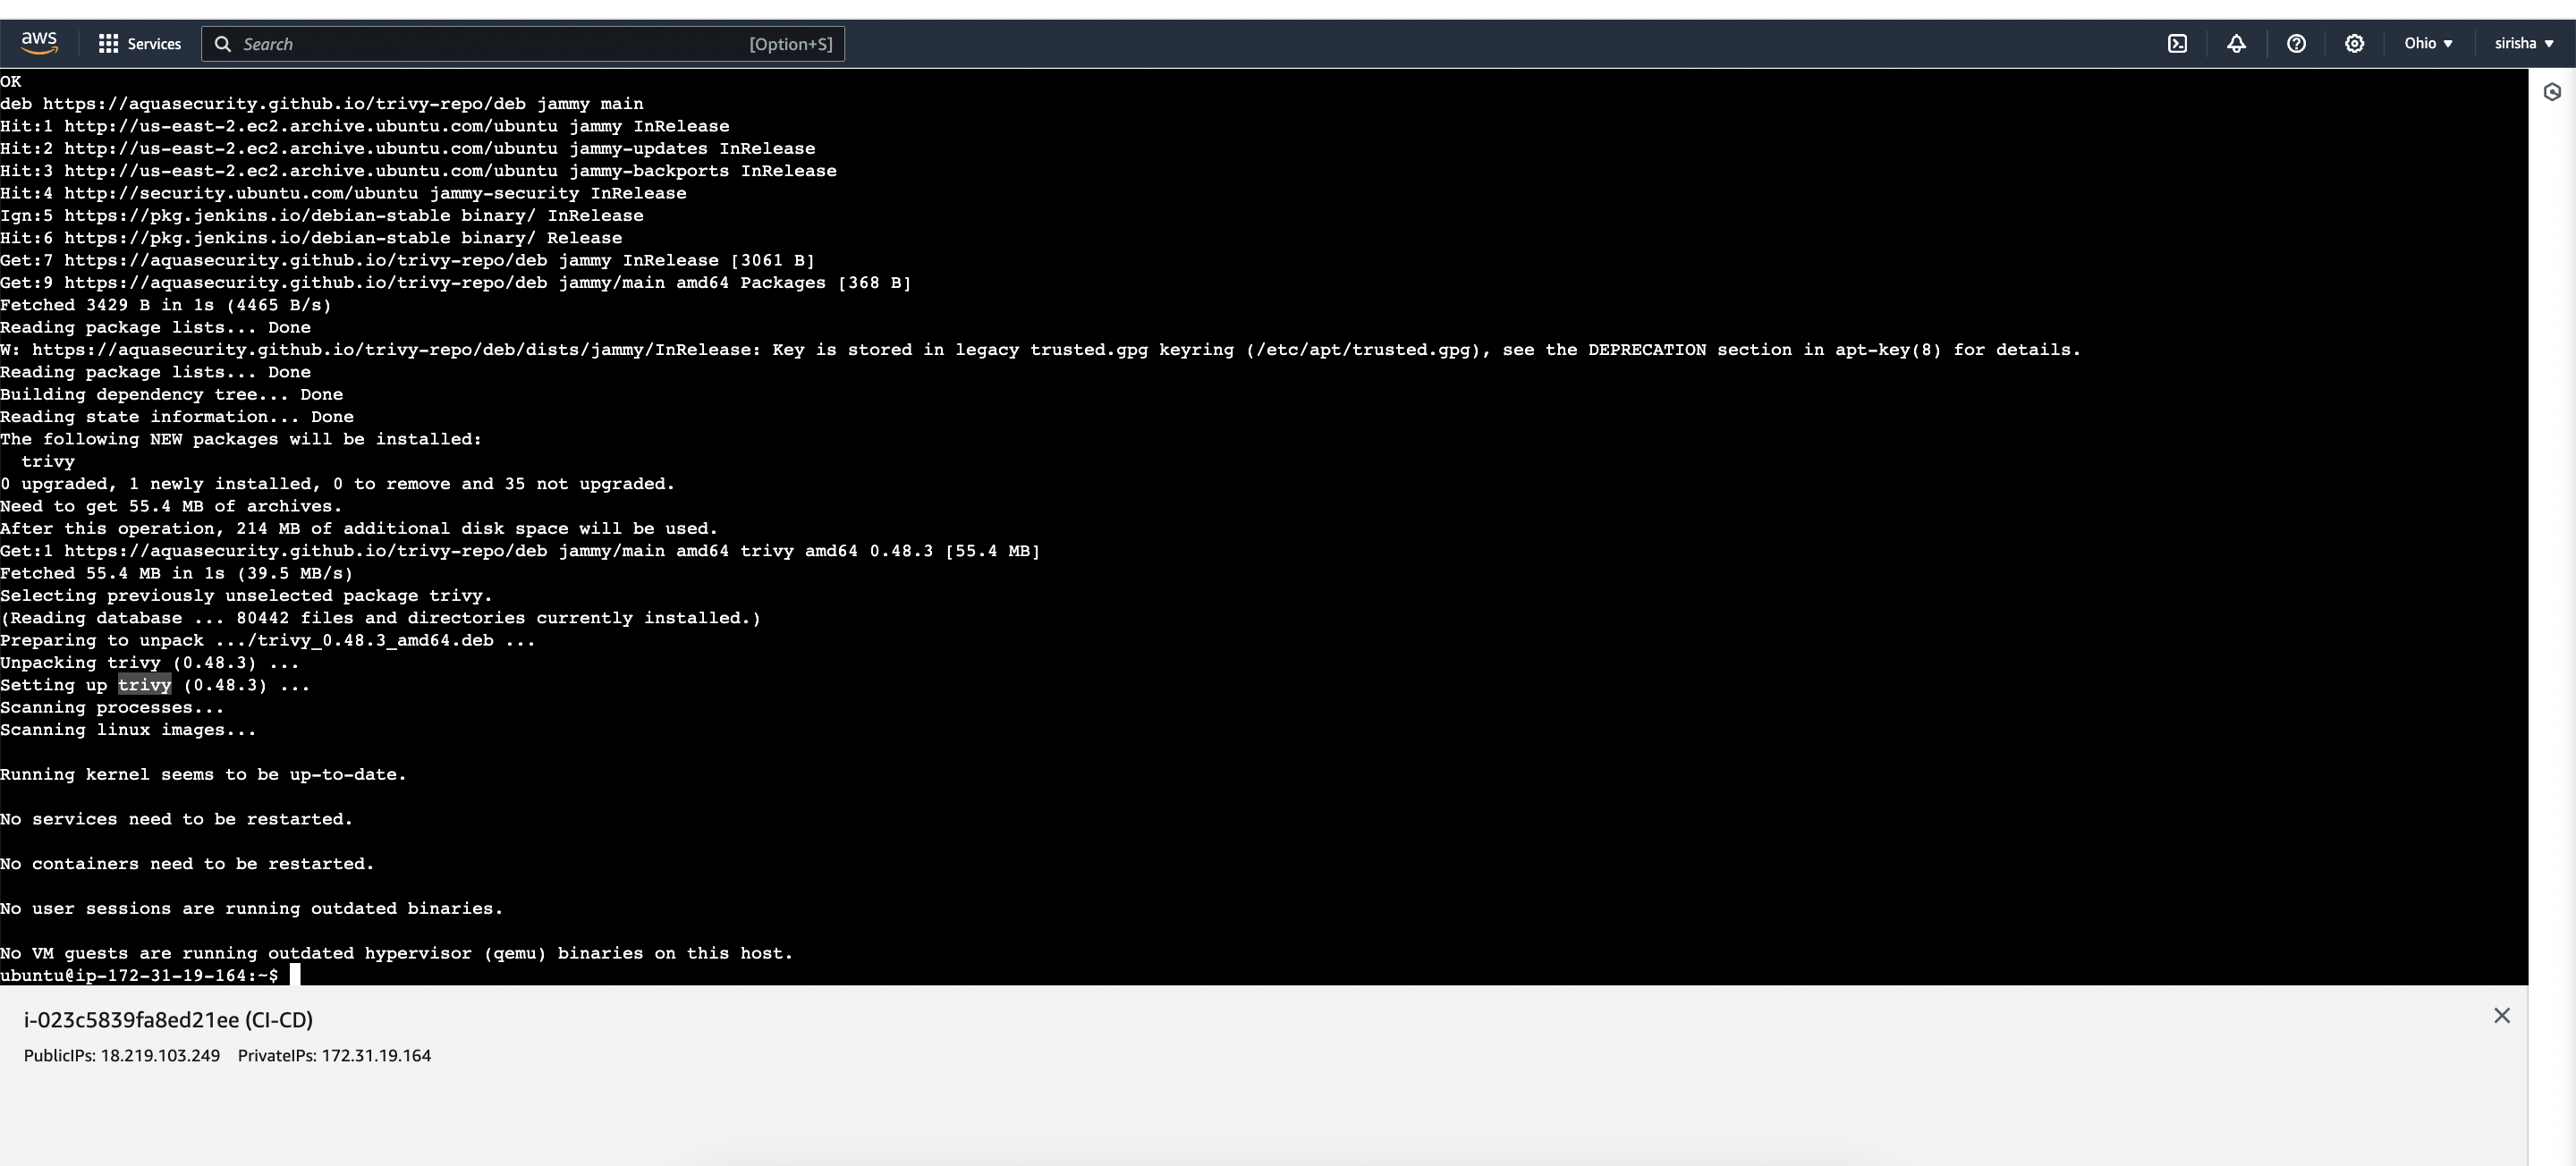 aws Services Search [Option+S] Ohio sirisha
OK
deb https://aquasecurity.github.io/trivy-repo/deb jammy main
Hit:1 http://us-east-2.ec2.archive.ubuntu.com/ubuntu jammy InRelease
Hit:2 http://us-east-2.ec2.archive.ubuntu.com/ubuntu jammy-updates InRelease
Hit:3 http://us-east-2.ec2.archive.ubuntu.com/ubuntu jammy-backports InRelease
Hit:4 http://security.ubuntu.com/ubuntu jammy-security InRelease
Ign:5 https://pkg.jenkins.io/debian-stable binary/ InRelease
Hit:6 https://pkg.jenkins.io/debian-stable binary/ Release
Get:7 https://aquasecurity.github.io/trivy-repo/deb jammy InRelease [3061 B]
Get:9 https://aquasecurity.github.io/trivy-repo/deb jammy/main amd64 Packages [368 B]
Fetched 3429 B in 1s (4465 B/s)
Reading package lists... Done
W: https://aquasecurity.github.io/trivy-repo/deb/dists/jammy/InRelease: Key is stored in legacy trusted.gpg keyring (/etc/apt/trusted.gpg), see the DEPRECATION section in apt-key(8) for details.
Reading package lists... Done
Building dependency tree... Done
Reading state information... Done
The following NEW packages will be installed:
  trivy
0 upgraded, 1 newly installed, 0 to remove and 35 not upgraded.
Need to get 55.4 MB of archives.
After this operation, 214 MB of additional disk space will be used.
Get:1 https://aquasecurity.github.io/trivy-repo/deb jammy/main amd64 trivy amd64 0.48.3 [55.4 MB]
Fetched 55.4 MB in 1s (39.5 MB/s)
Selecting previously unselected package trivy.
(Reading database ... 80442 files and directories currently installed.)
Preparing to unpack .../trivy_0.48.3_amd64.deb ...
Unpacking trivy (0.48.3) ...
Setting up trivy (0.48.3) ...
Scanning processes...
Scanning linux images...
Running kernel seems to be up-to-date.
No services need to be restarted.
No containers need to be restarted.
No user sessions are running outdated binaries.
No VM guests are running outdated hypervisor (qemu) binaries on this host.
ubuntu@ip-172-31-19-164:~$
i-023c5839fa8ed21ee (CI-CD)
PublicIPs: 18.219.103.249 PrivateIPs: 172.31.19.164